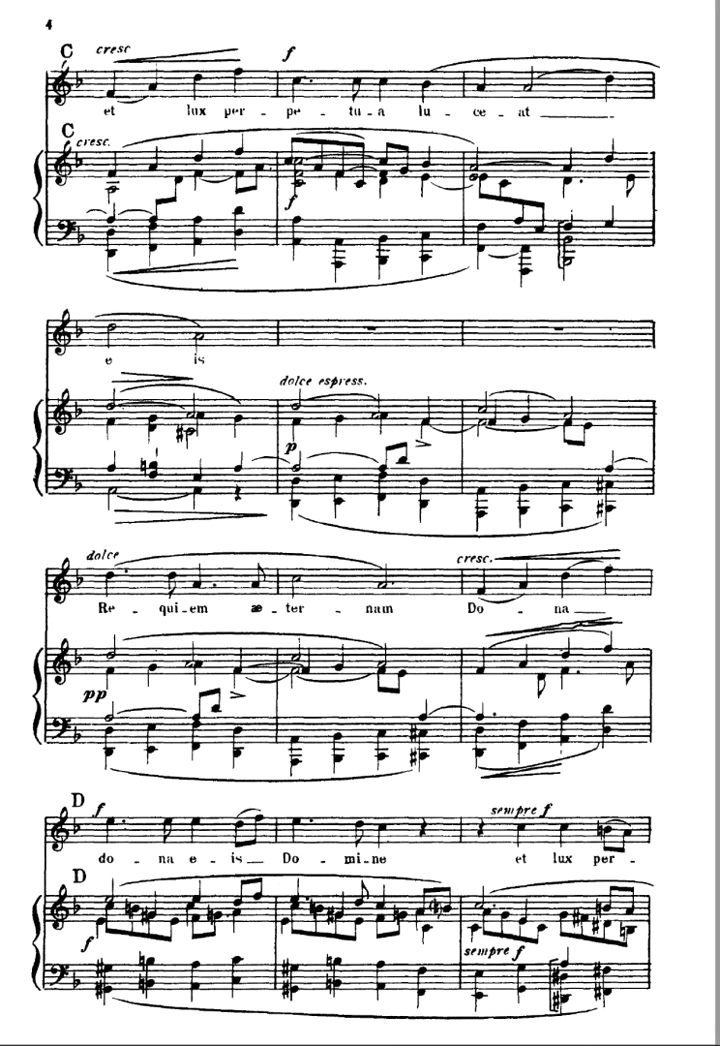 4
C cresc f
et lux per - pe - tu - a lu - ce - at
C
cresc.
f
e is
dolce espress.
p
dolce cresc.
Re - qui - em æ - ter - nam Do - na
pp
D f sempre f
do - na e - is Do - mi - ne et lux per -
D
f
sempre f